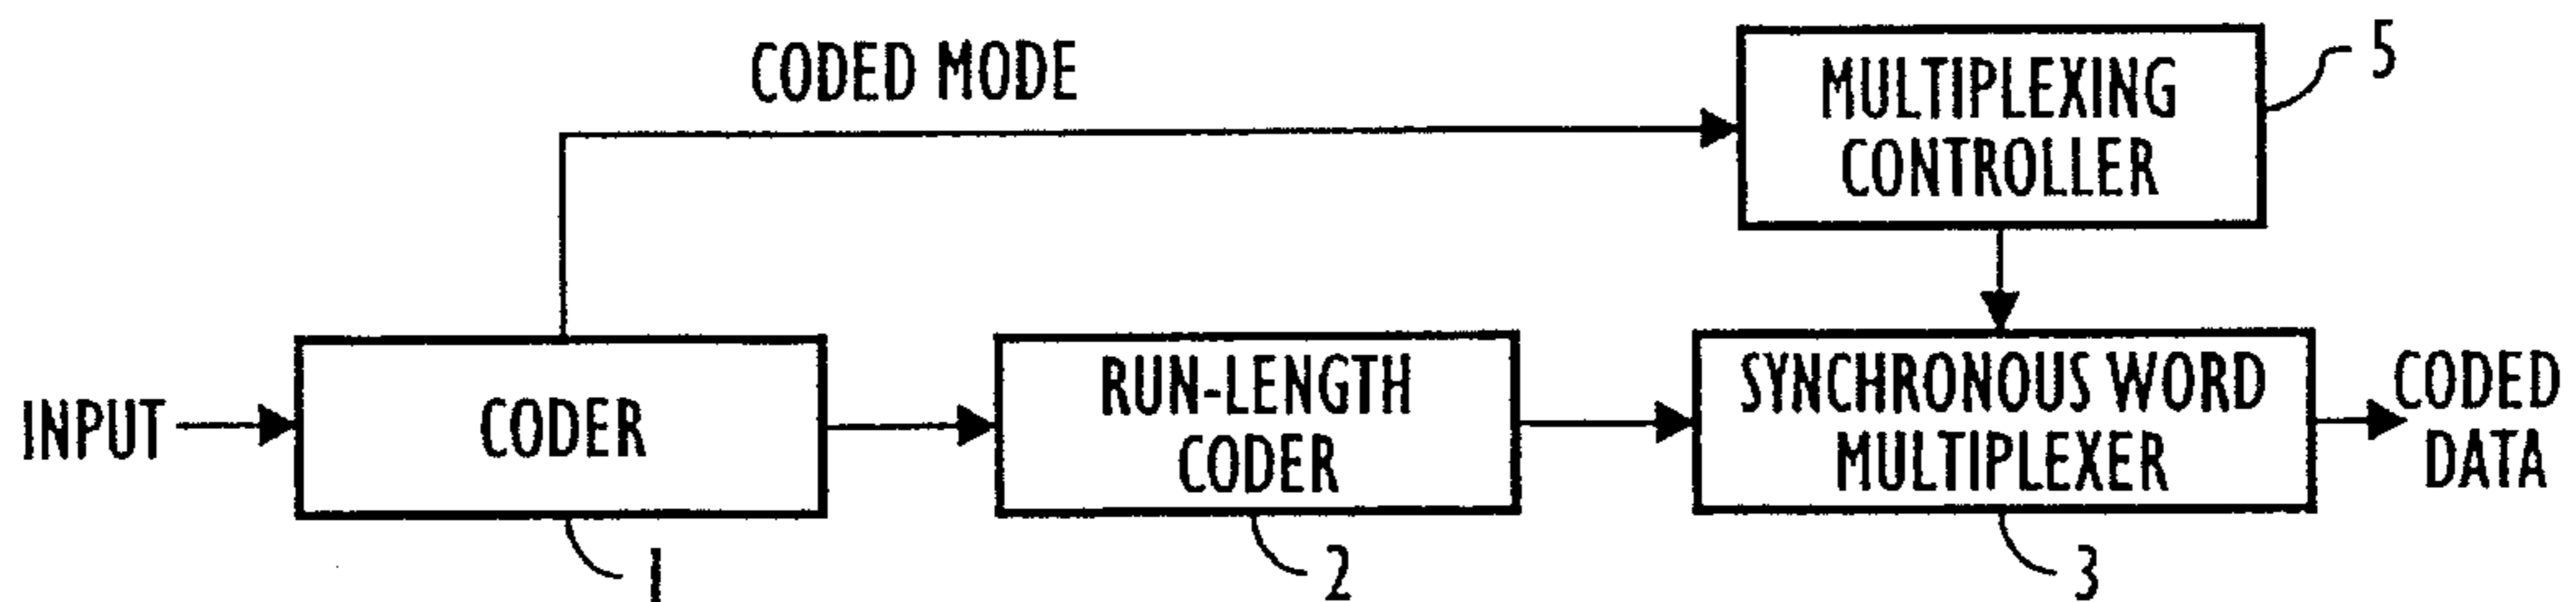 CODED MODE
MULTIPLEXING
CONTROLLER
5
INPUT
CODER
1
RUN-LENGTH
CODER
2
SYNCHRONOUS WORD
MULTIPLEXER
3
CODED
DATA